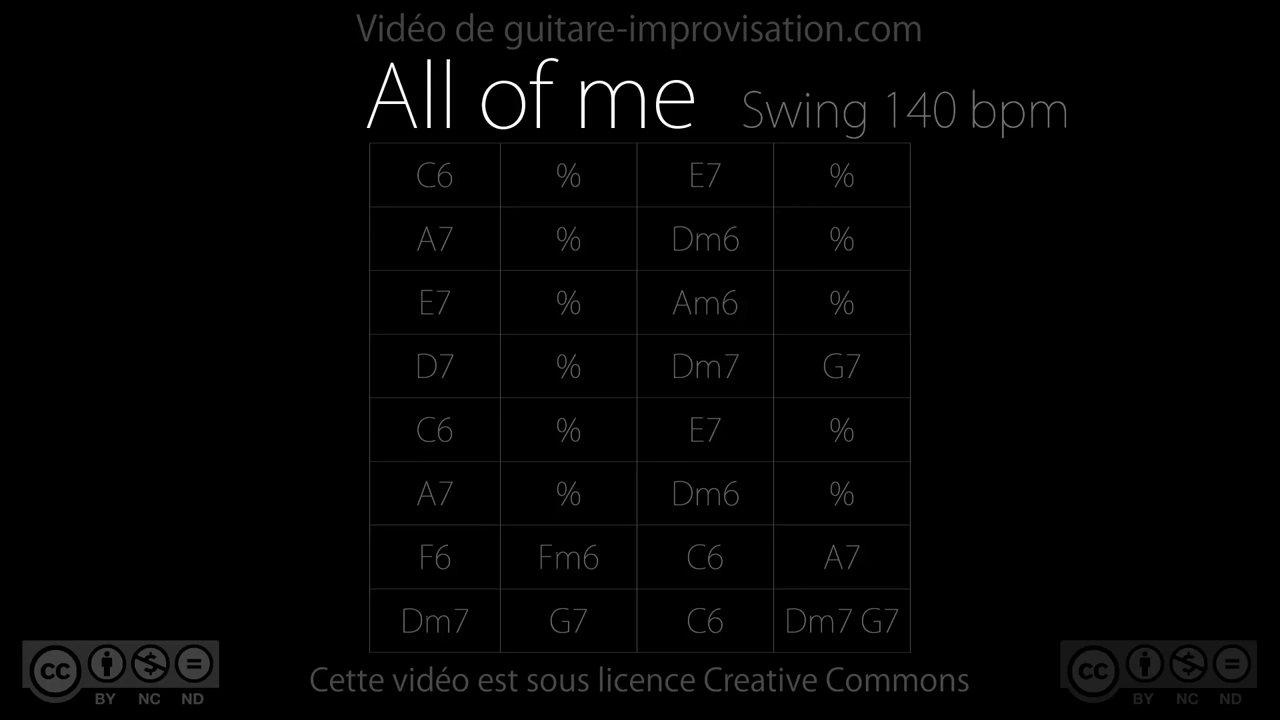 Vidéo de guitare-improvisation.com
All of me Swing 140 bpm
C6 % E7 %
A7 % Dm6 %
E7 % Am6 %
D7 % Dm7 G7
C6 % E7 %
A7 % Dm6 %
F6 Fm6 C6 A7
Dm7 G7 C6 Dm7 G7
cc BY NC ND
cc BY NC ND
Cette vidéo est sous licence Creative Commons